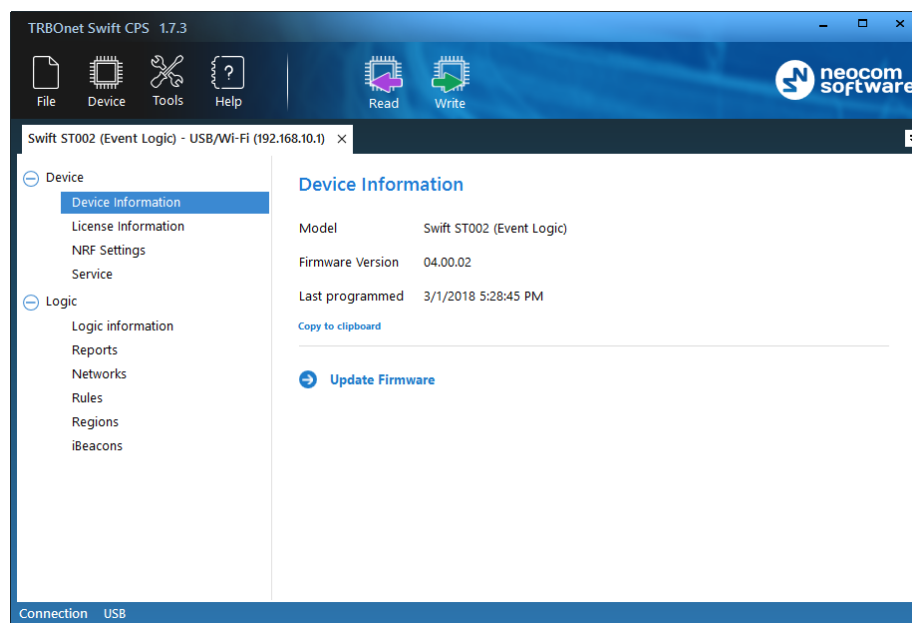 TRBOnet Swift CPS 1.7.3
File Device Tools Help Read Write
neocom
software
Swift ST002 (Event Logic) - USB/Wi-Fi (192.168.10.1)
Device
Device Information
License Information
NRF Settings
Service
Logic
Logic information
Reports
Networks
Rules
Regions
iBeacons
Device Information
Model Swift ST002 (Event Logic)
Firmware Version 04.00.02
Last programmed 3/1/2018 5:28:45 PM
Copy to clipboard
Update Firmware
Connection USB